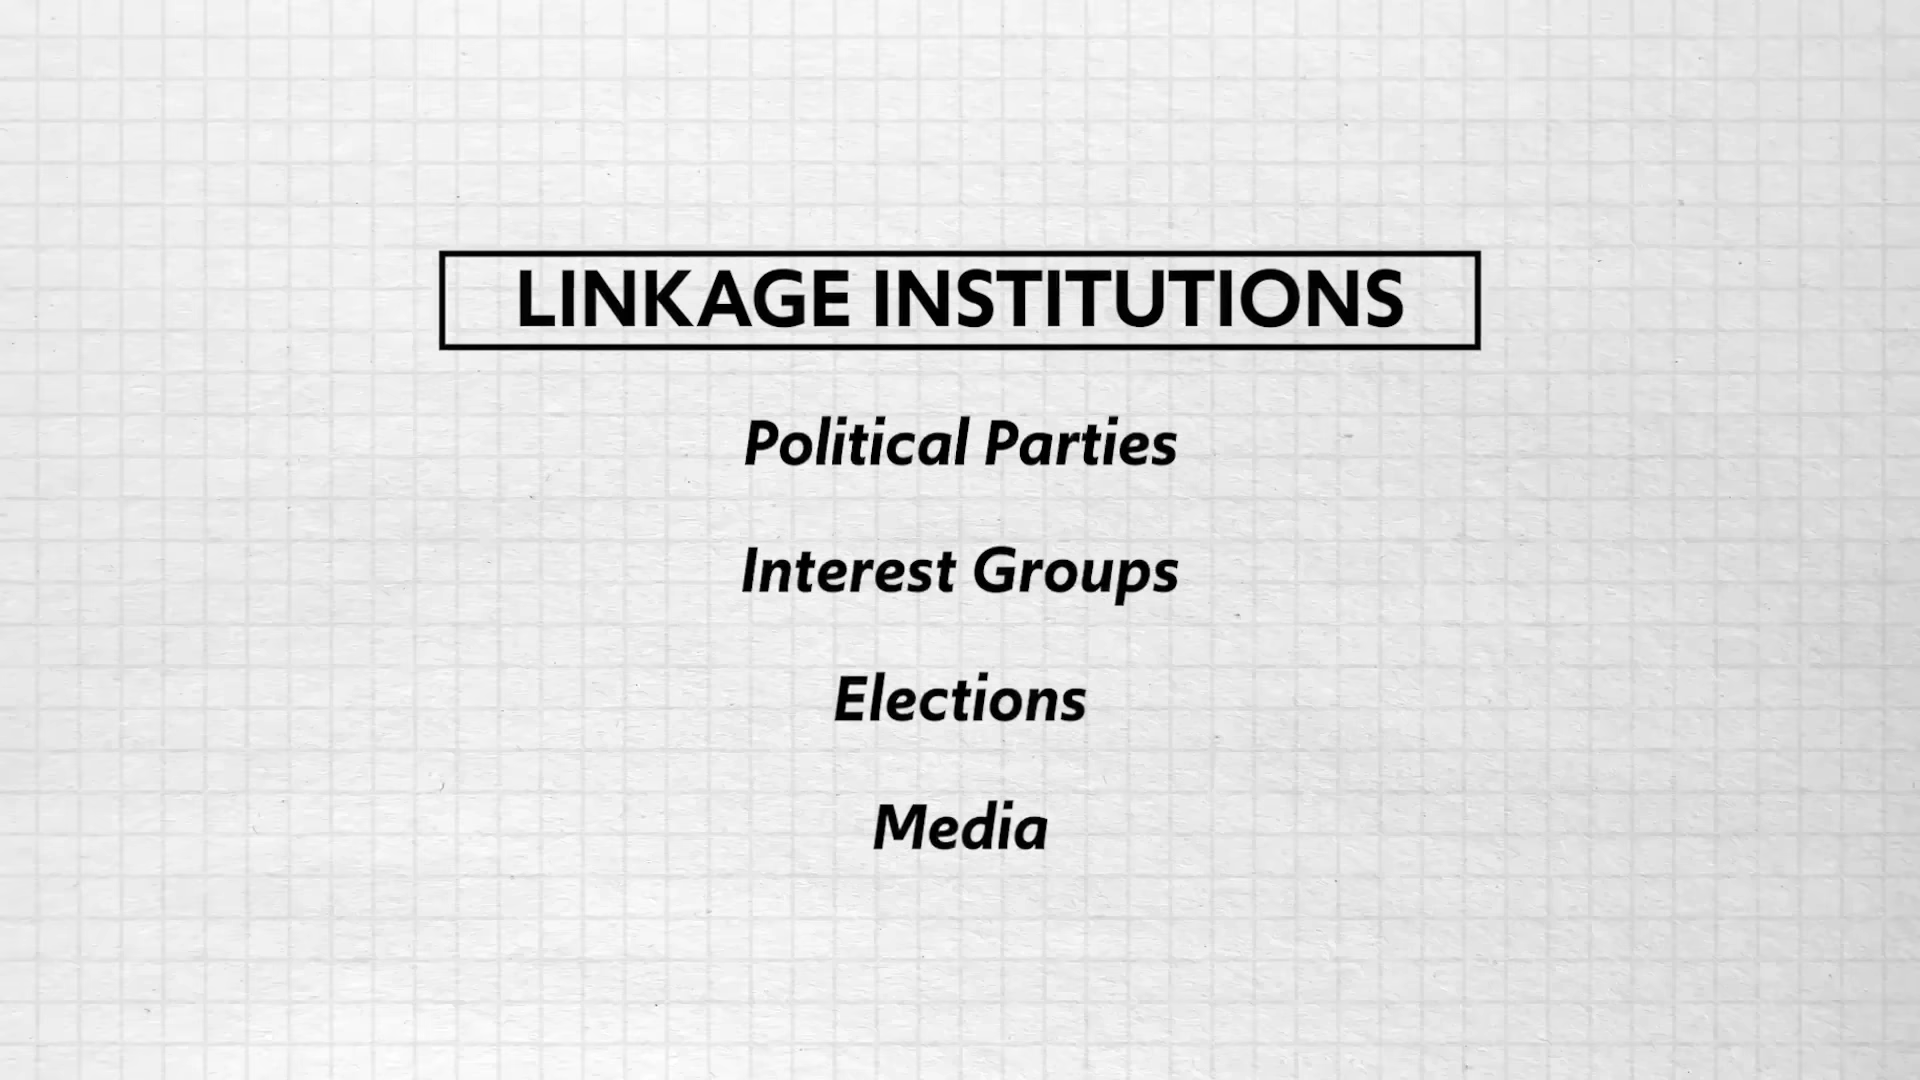 LINKAGE INSTITUTIONS
Political Parties
Interest Groups
Elections
Media